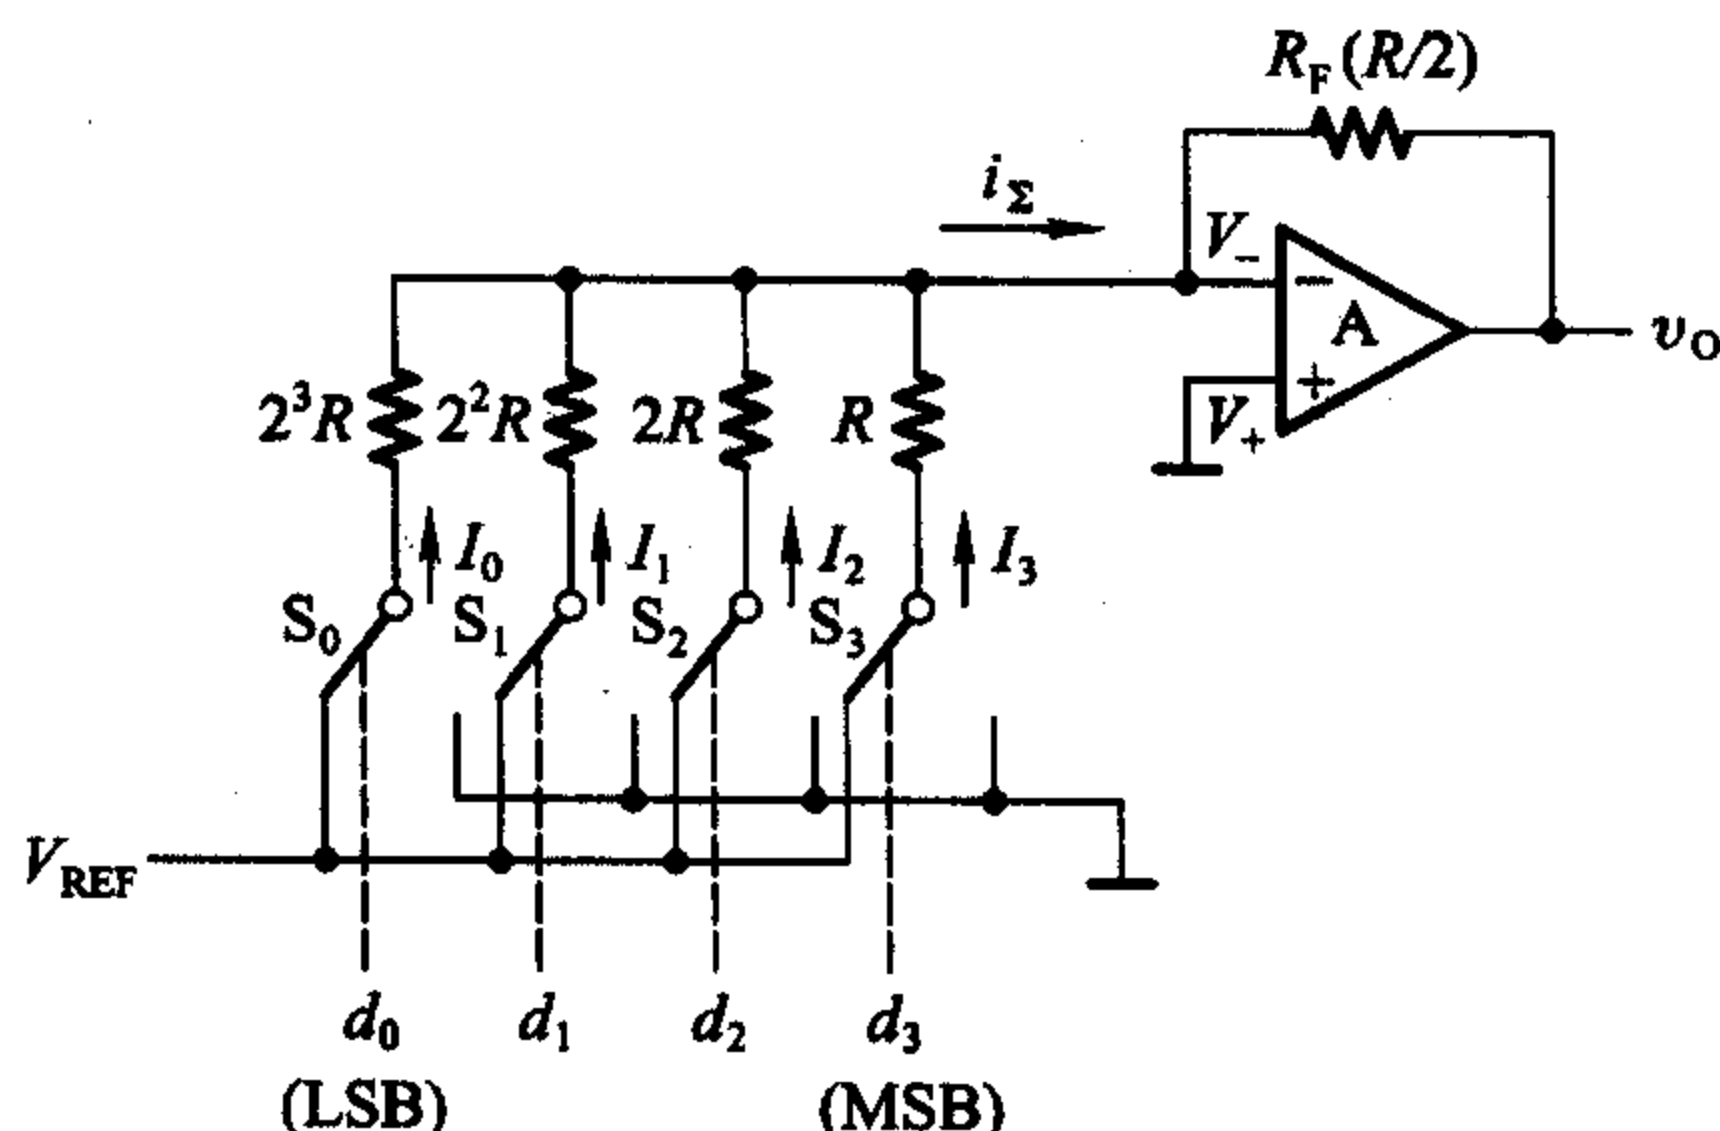 R_F (R/2)
i_Σ
V_−
−
A
v_O
+
V_+
2^3R
2^2R
2R
R
I_0
I_1
I_2
I_3
S_0
S_1
S_2
S_3
V_REF
d_0
d_1
d_2
d_3
(LSB)
(MSB)